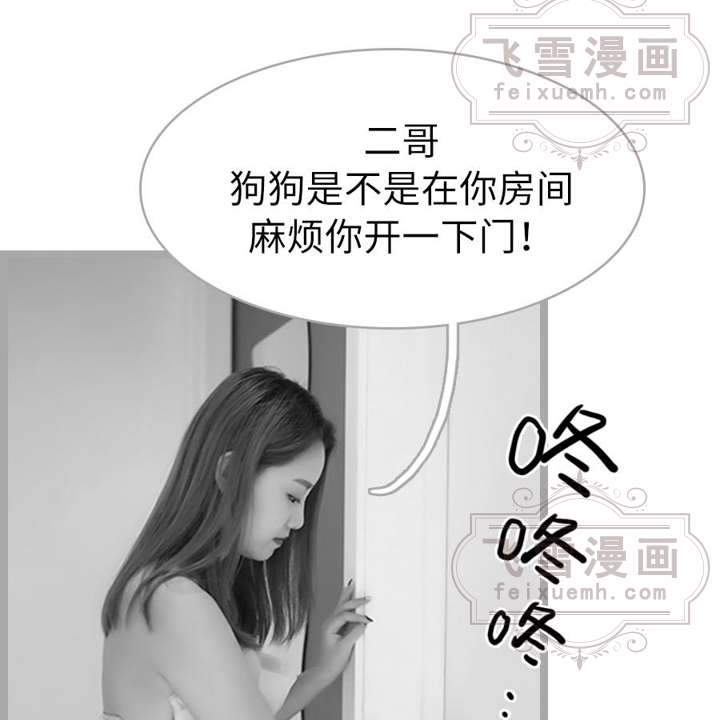 飞雪漫画
feixuemh.com
二哥
狗狗是不是在你房间
麻烦你开一下门！
咚
咚
咚
飞雪漫画
feixuemh.com